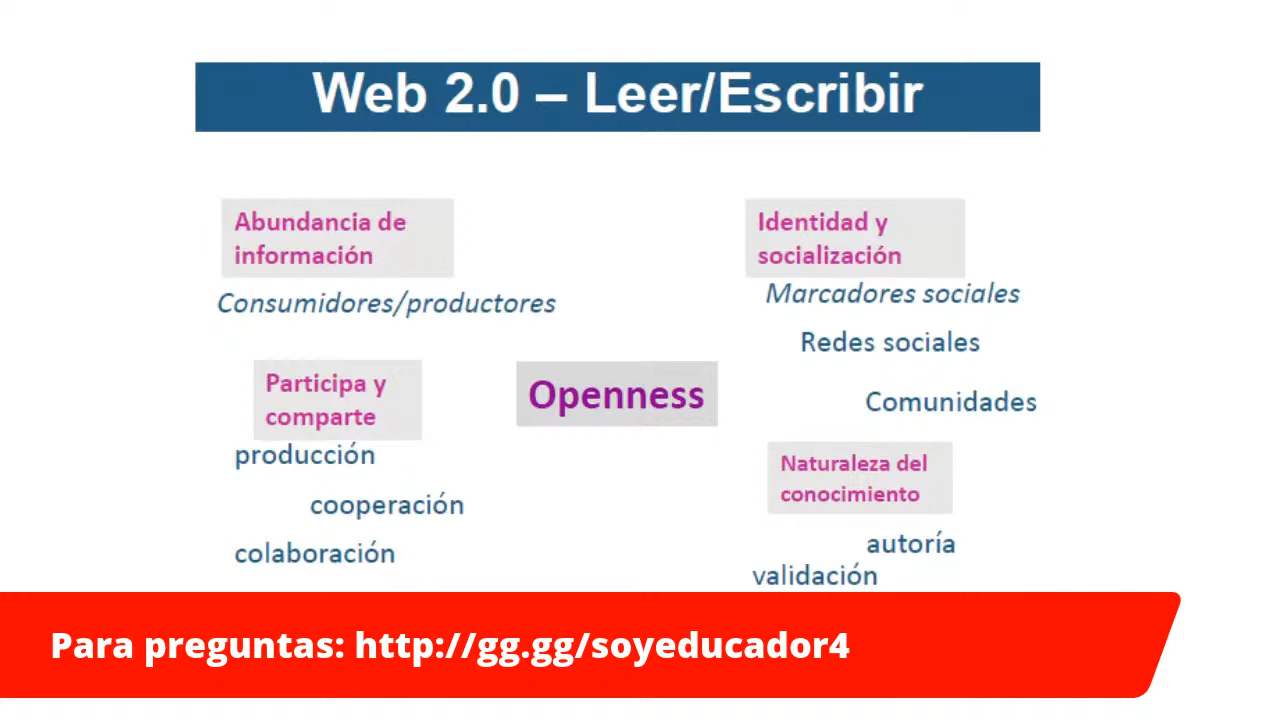 Web 2.0 – Leer/Escribir
Abundancia de
información
Consumidores/productores
Participa y
comparte
producción
cooperación
colaboración
Openness
Identidad y
socialización
Marcadores sociales
Redes sociales
Comunidades
Naturaleza del
conocimiento
autoría
validación
Para preguntas: http://gg.gg/soyeducador4